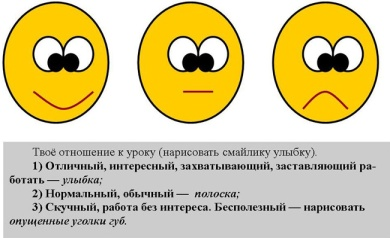 Твоё отношение к уроку (нарисовать смайлику улыбку).
1) Отличный, интересный, захватывающий, заставляющий ра-
ботать — улыбка;
2) Нормальный, обычный — полоска;
3) Скучный, работа без интереса. Бесполезный — нарисовать
опущенные уголки губ.